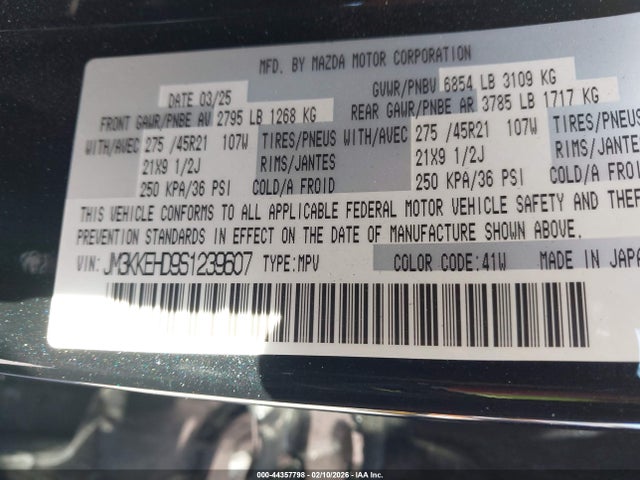 MFD. BY MAZDA MOTOR CORPORATION
DATE 03/25
GVWR/PNBV 6854 LB 3109 KG
FRONT GAWR/PNBE AV 2795 LB 1268 KG
REAR GAWR/PNBE AR 3785 LB 1717 KG
WITH/AVEC 275 /45R21 107W TIRES/PNEUS WITH/AVEC 275 /45R21 107W TIRES/PNEUS
21X9 1/2J RIMS/JANTES 21X9 1/2J RIMS/JANTES
250 KPA/36 PSI COLD/A FROID 250 KPA/36 PSI COLD/A FROID
THIS VEHICLE CONFORMS TO ALL APPLICABLE FEDERAL MOTOR VEHICLE SAFETY AND THEFT
PREVENTION STANDARDS IN EFFECT ON THE DATE OF MANUFACTURE SHOWN ABOVE.
VIN: JM3KKEHD9S1239607 TYPE:MPV COLOR CODE:41W MADE IN JAPA
000-44357798 - 02/10/2026 - IAA Inc.